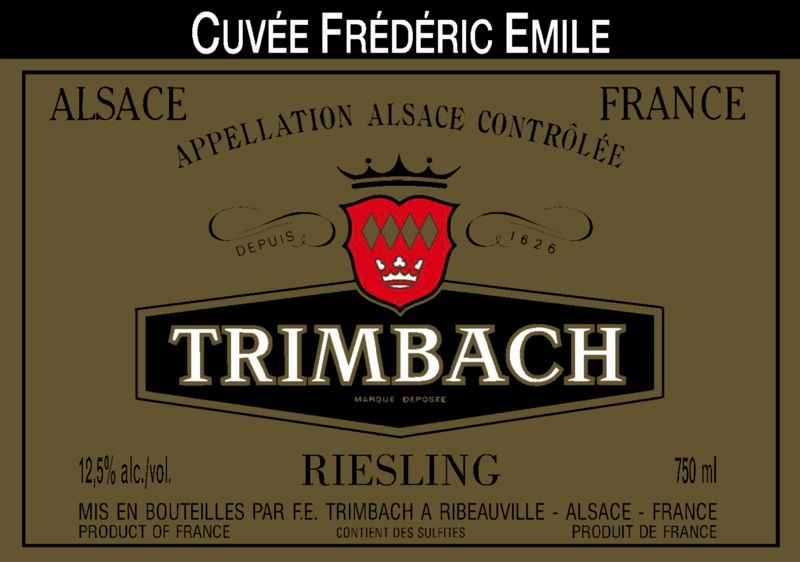 CUVÉE FRÉDÉRIC EMILE
ALSACE
FRANCE
APPELLATION ALSACE CONTRÔLÉE
DEPUIS
1626
TRIMBACH
MARQUE DEPOSEE
12,5% alc./vol.
RIESLING
750 ml
MIS EN BOUTEILLES PAR F.E. TRIMBACH A RIBEAUVILLE - ALSACE - FRANCE
PRODUCT OF FRANCE
CONTIENT DES SULFITES
PRODUIT DE FRANCE